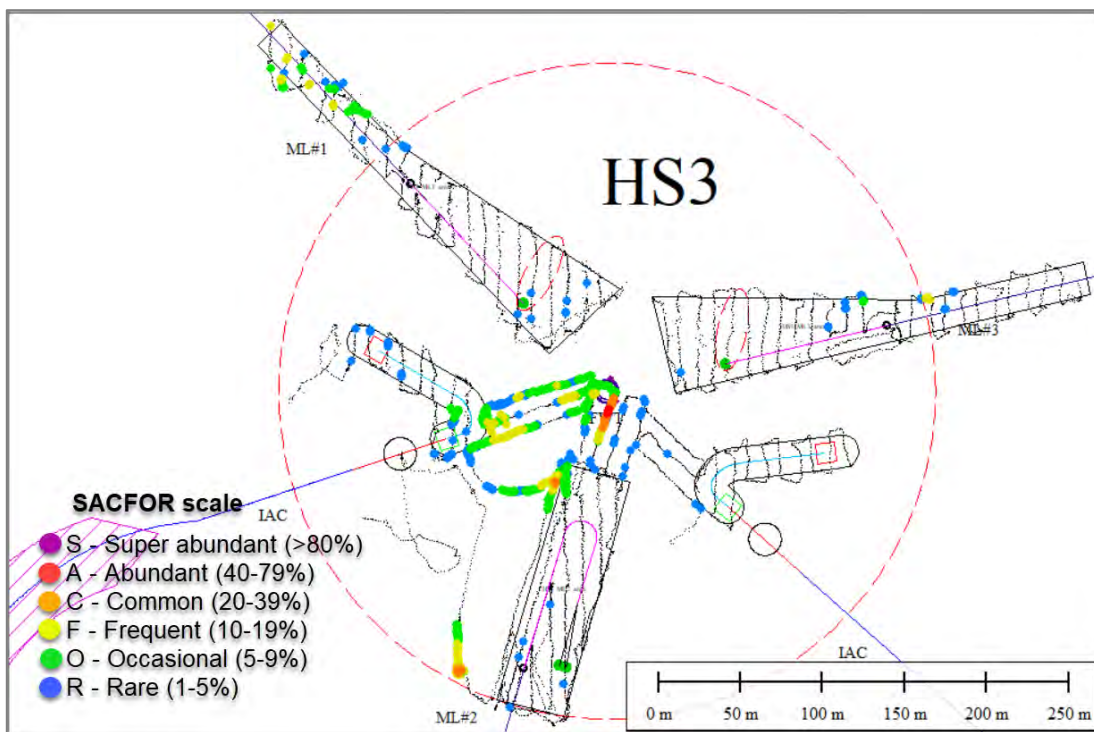 HS3
ML#1
ML#3
SACFOR scale
IAC
S - Super abundant (>80%)
A - Abundant (40-79%)
C - Common (20-39%)
F - Frequent (10-19%)
O - Occasional (5-9%)
R - Rare (1-5%)
IAC
ML#2
0 m 50 m 100 m 150 m 200 m 250 m